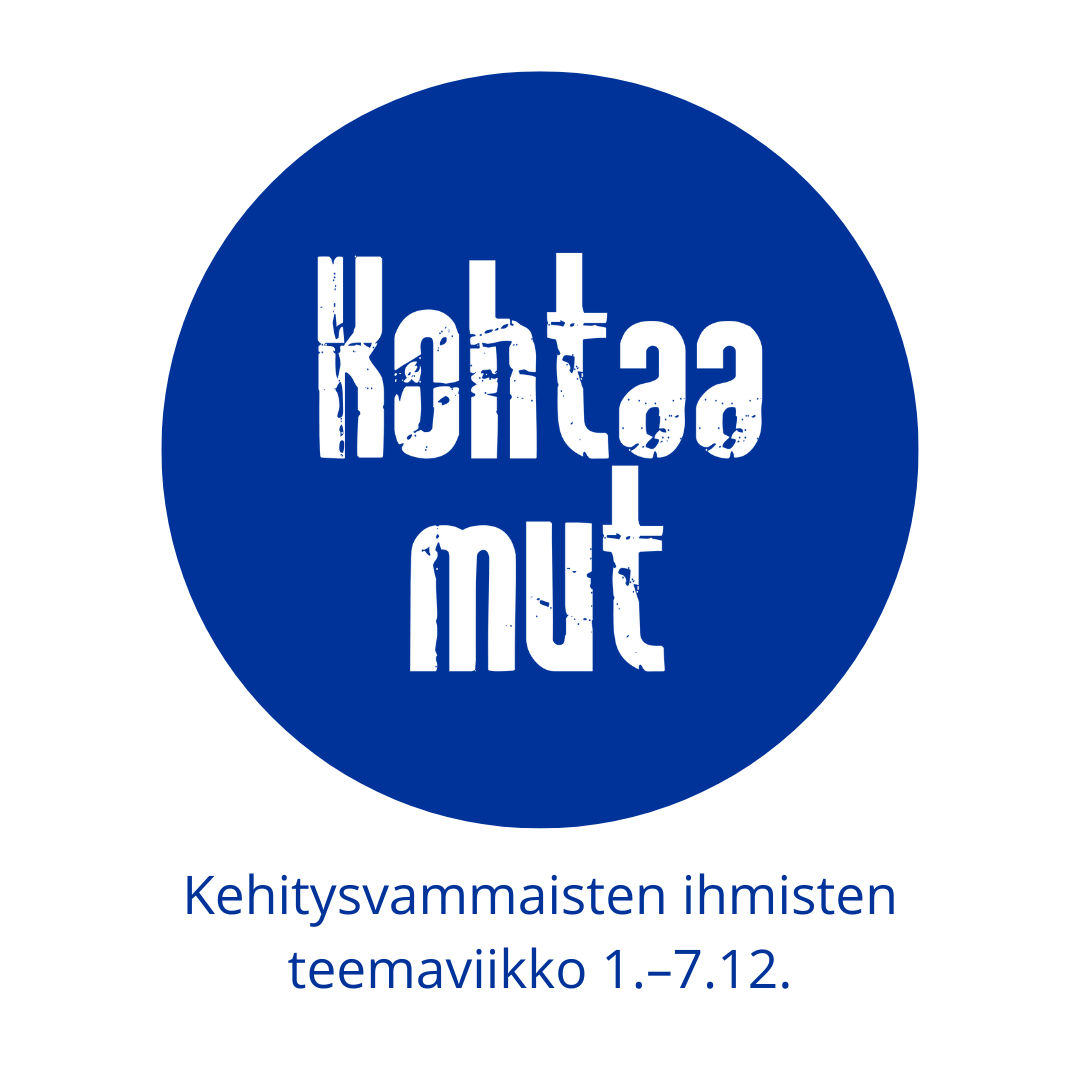 Kohtaa
mut
Kehitysvammaisten ihmisten
teemaviikko 1.–7.12.